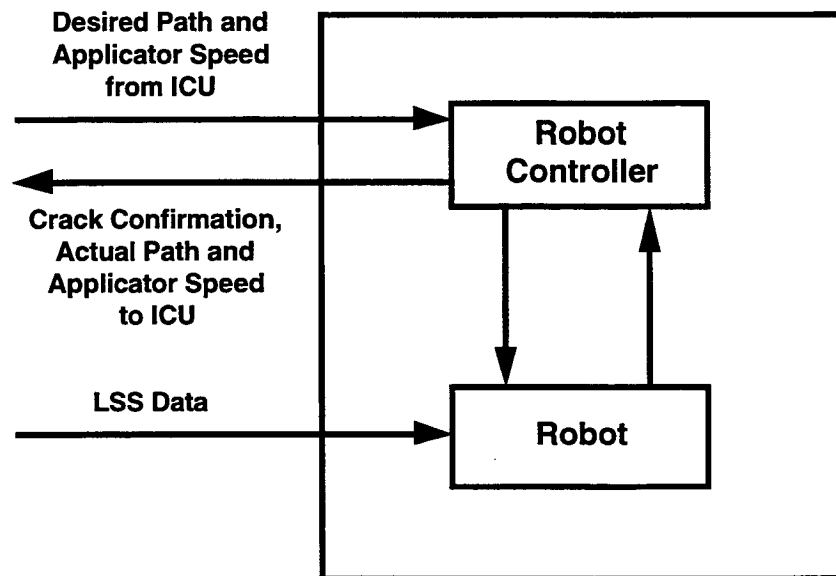 Desired Path and
Applicator Speed
from ICU
Robot
Controller
Crack Confirmation,
Actual Path and
Applicator Speed
to ICU
LSS Data
Robot